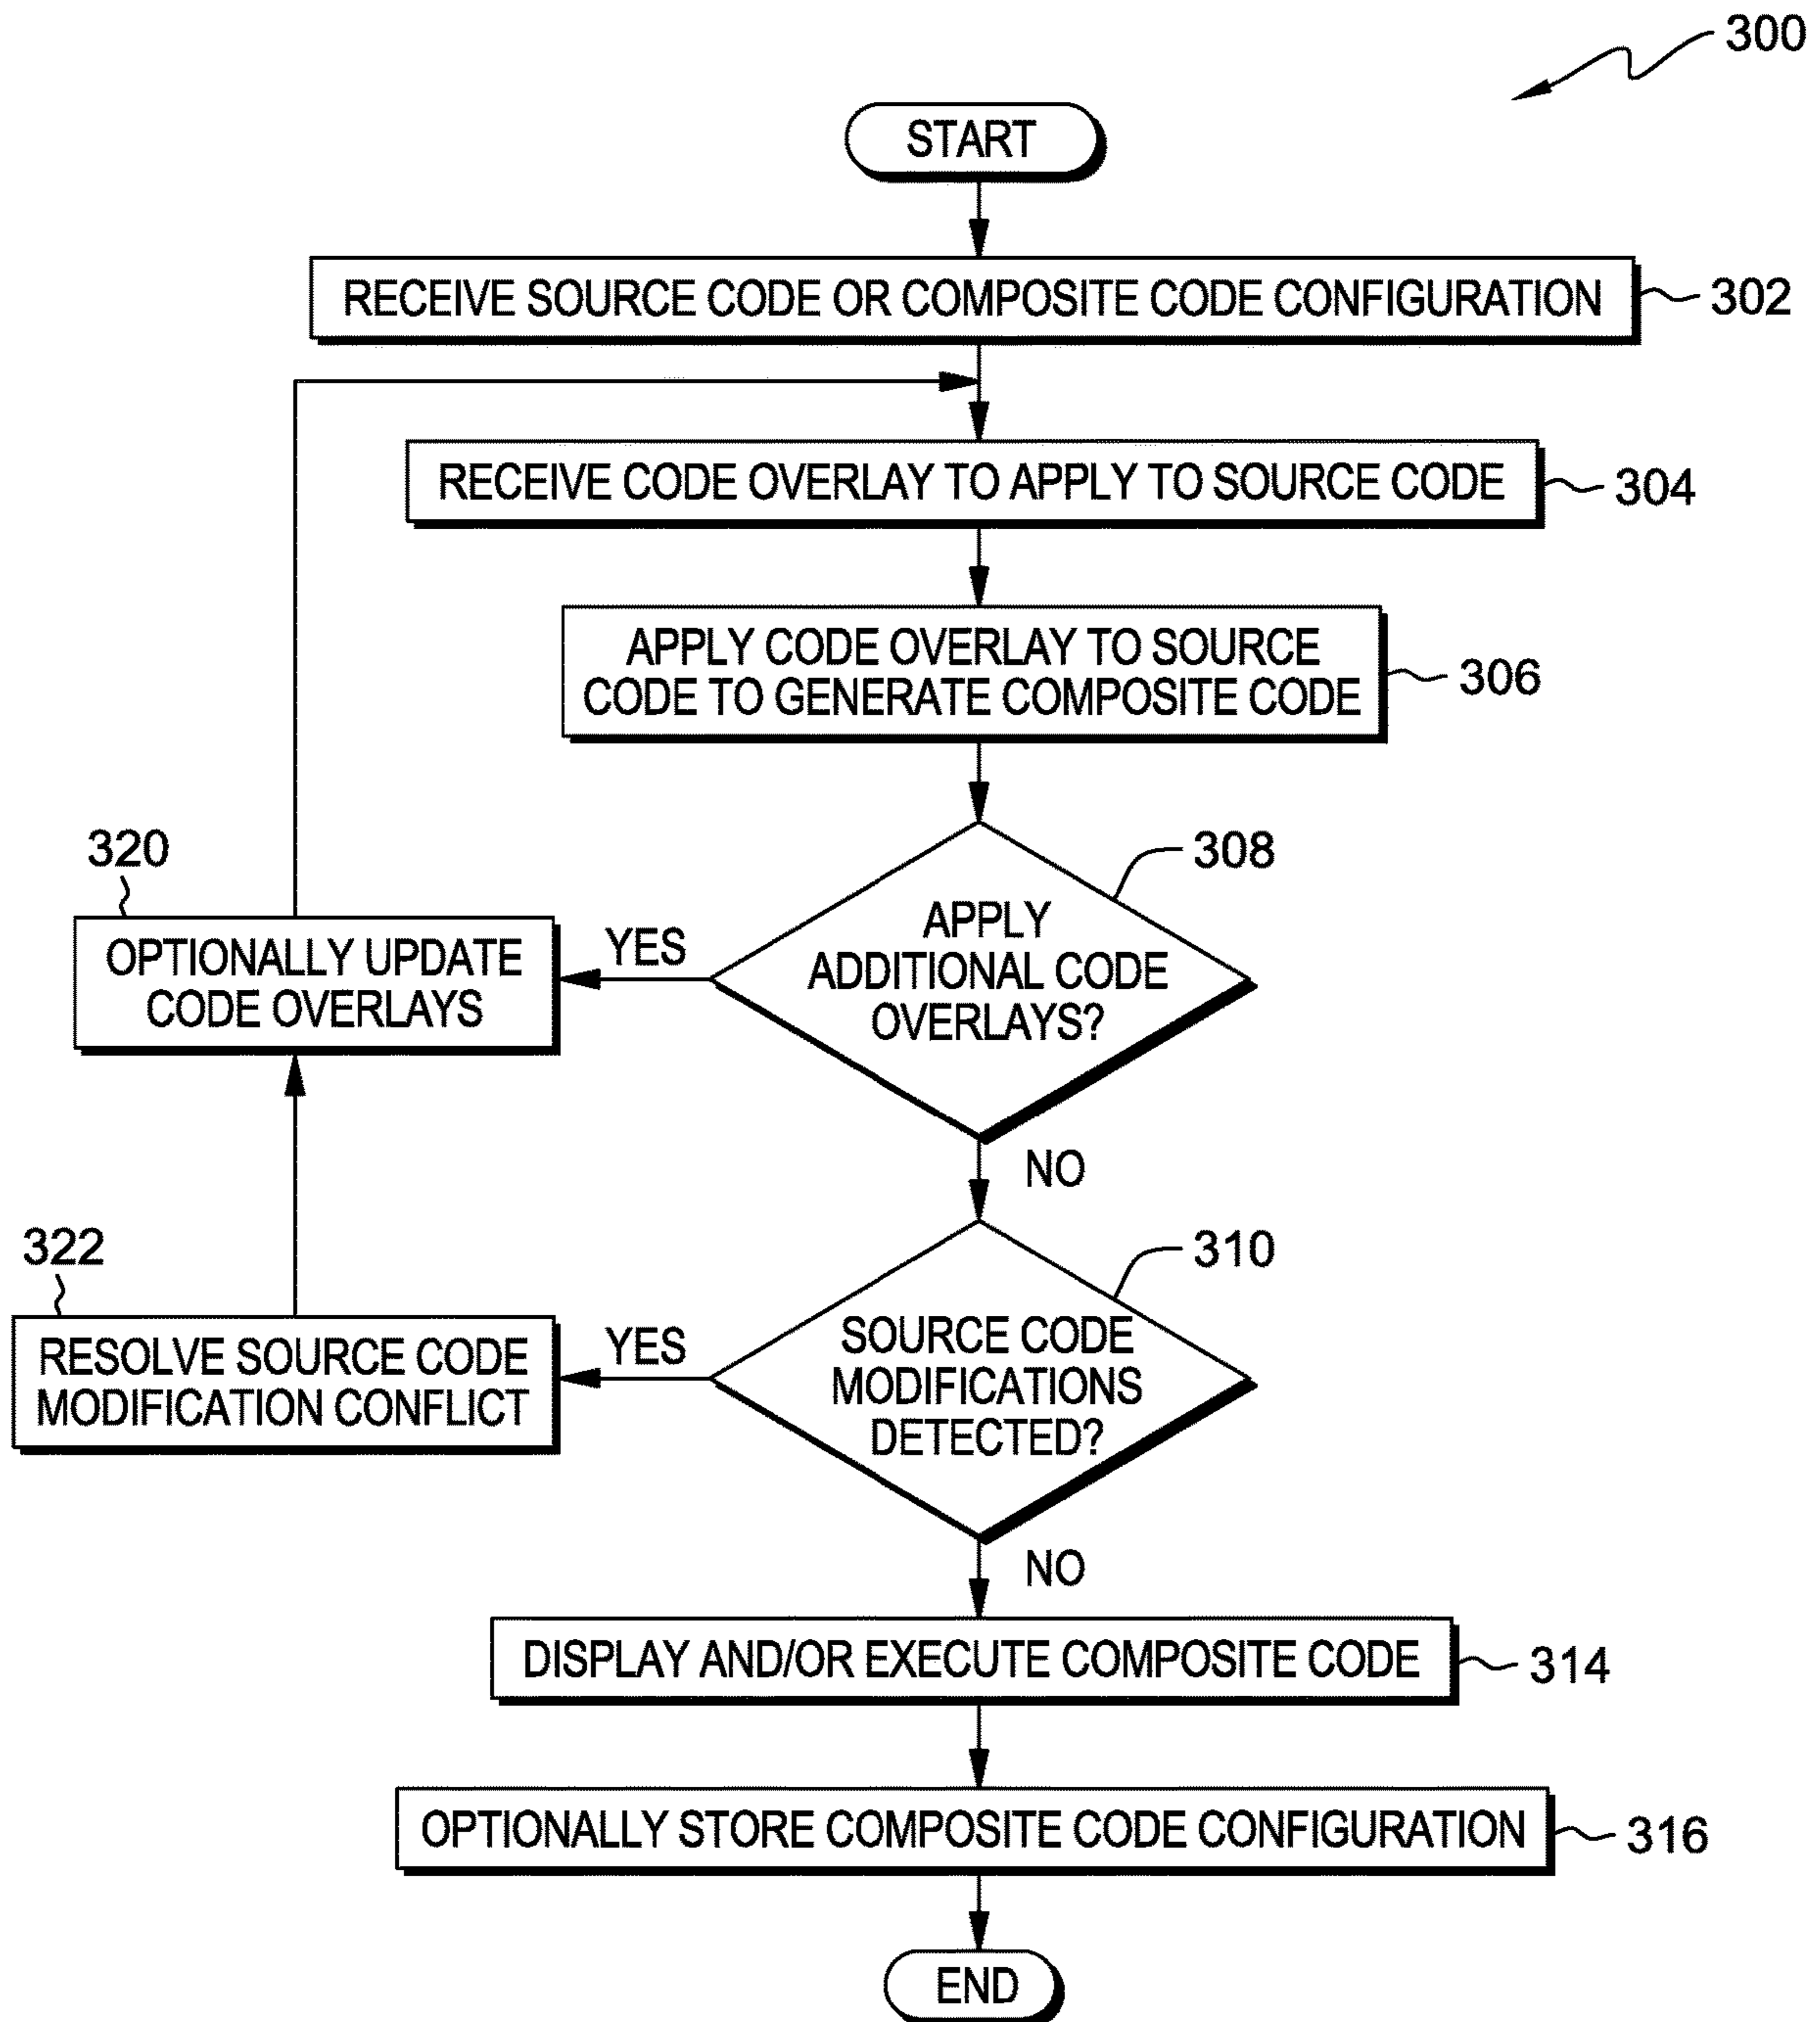 300
START
RECEIVE SOURCE CODE OR COMPOSITE CODE CONFIGURATION
302
RECEIVE CODE OVERLAY TO APPLY TO SOURCE CODE
304
APPLY CODE OVERLAY TO SOURCE
CODE TO GENERATE COMPOSITE CODE
306
308
APPLY
ADDITIONAL CODE
OVERLAYS?
YES
320
OPTIONALLY UPDATE
CODE OVERLAYS
NO
310
SOURCE CODE
MODIFICATIONS
DETECTED?
YES
322
RESOLVE SOURCE CODE
MODIFICATION CONFLICT
NO
DISPLAY AND/OR EXECUTE COMPOSITE CODE
314
OPTIONALLY STORE COMPOSITE CODE CONFIGURATION
316
END